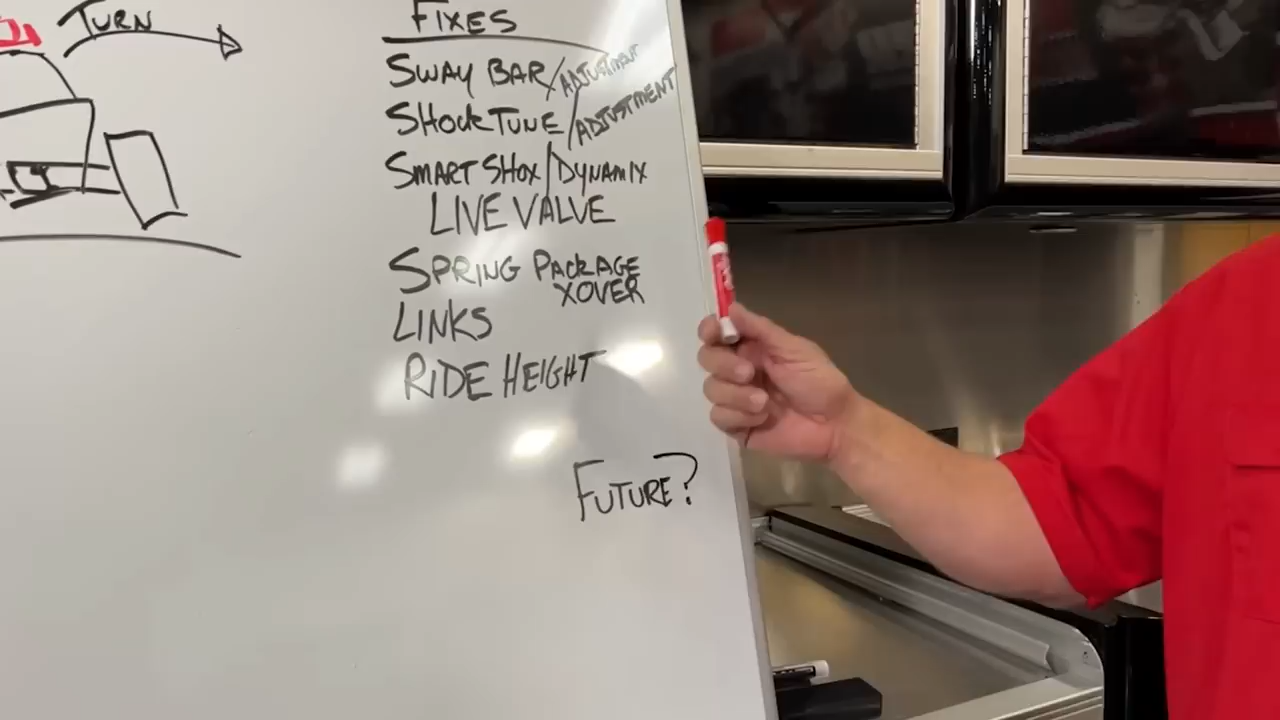 TURN
FIXES
SWAY BAR/ADJUSTMENT
SHOCK TUNE/ADJUSTMENT
SMART SHOX/DYNAMIX
LIVE VALVE
SPRING PACKAGE
XOVER
LINKS
RIDE HEIGHT
FUTURE?